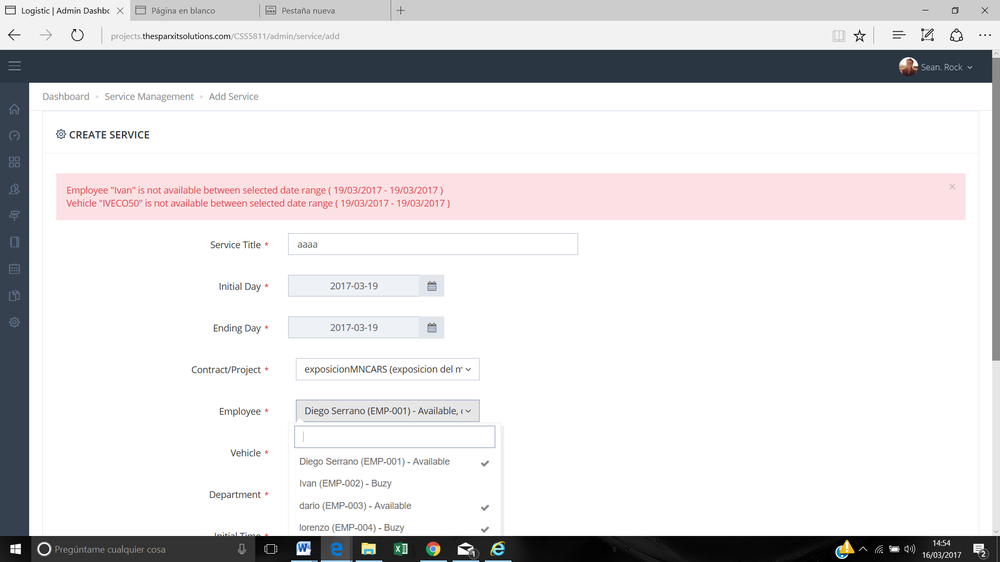 Logistic | Admin Dashbo
Página en blanco
Pestaña nueva
projects.thesparxitsolutions.com/CSS5811/admin/service/add
Sean. Rock
Dashboard • Service Management • Add Service
CREATE SERVICE
Employee "Ivan" is not available between selected date range ( 19/03/2017 - 19/03/2017 )
Vehicle "IVECO50" is not available between selected date range ( 19/03/2017 - 19/03/2017 )
Service Title * aaaa
Initial Day * 2017-03-19
Ending Day * 2017-03-19
Contract/Project * exposicionMNCARS (exposicion del m
Employee * Diego Serrano (EMP-001) - Available,
Diego Serrano (EMP-001) - Available
Vehicle *
Ivan (EMP-002) - Buzy
Department *
dario (EMP-003) - Available
lorenzo (EMP-004) - Buzy
Initial Time *
Pregúntame cualquier cosa
1
14:54
16/03/2017
2